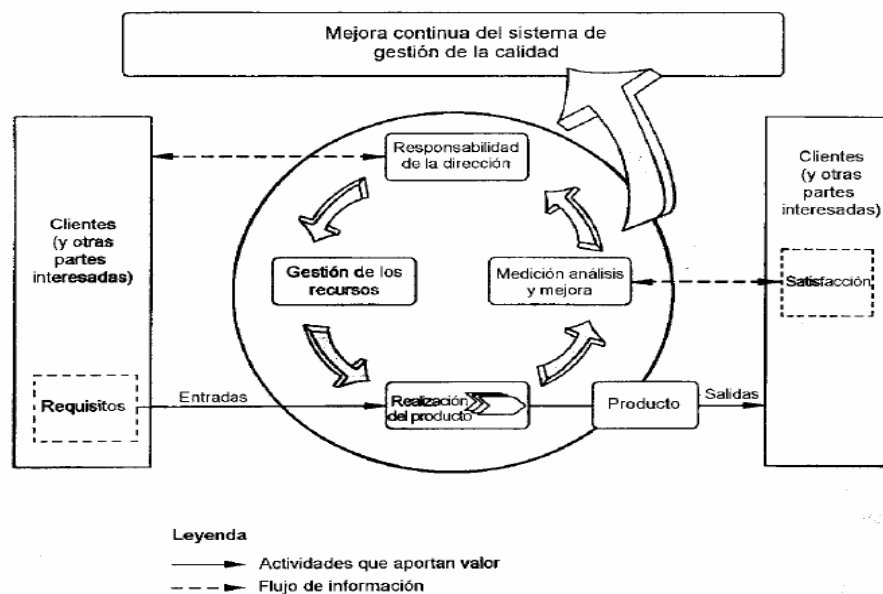 Mejora continua del sistema de
gestión de la calidad
Responsabilidad
de la dirección
Clientes
(y otras
partes
interesadas)
Clientes
(y otras
partes
interesadas)
Gestión de los
recursos
Medición análisis
y mejora
Satisfacción
Requisitos
Entradas
Realización
del producto
Producto
Salidas
Leyenda
Actividades que aportan valor
Flujo de información